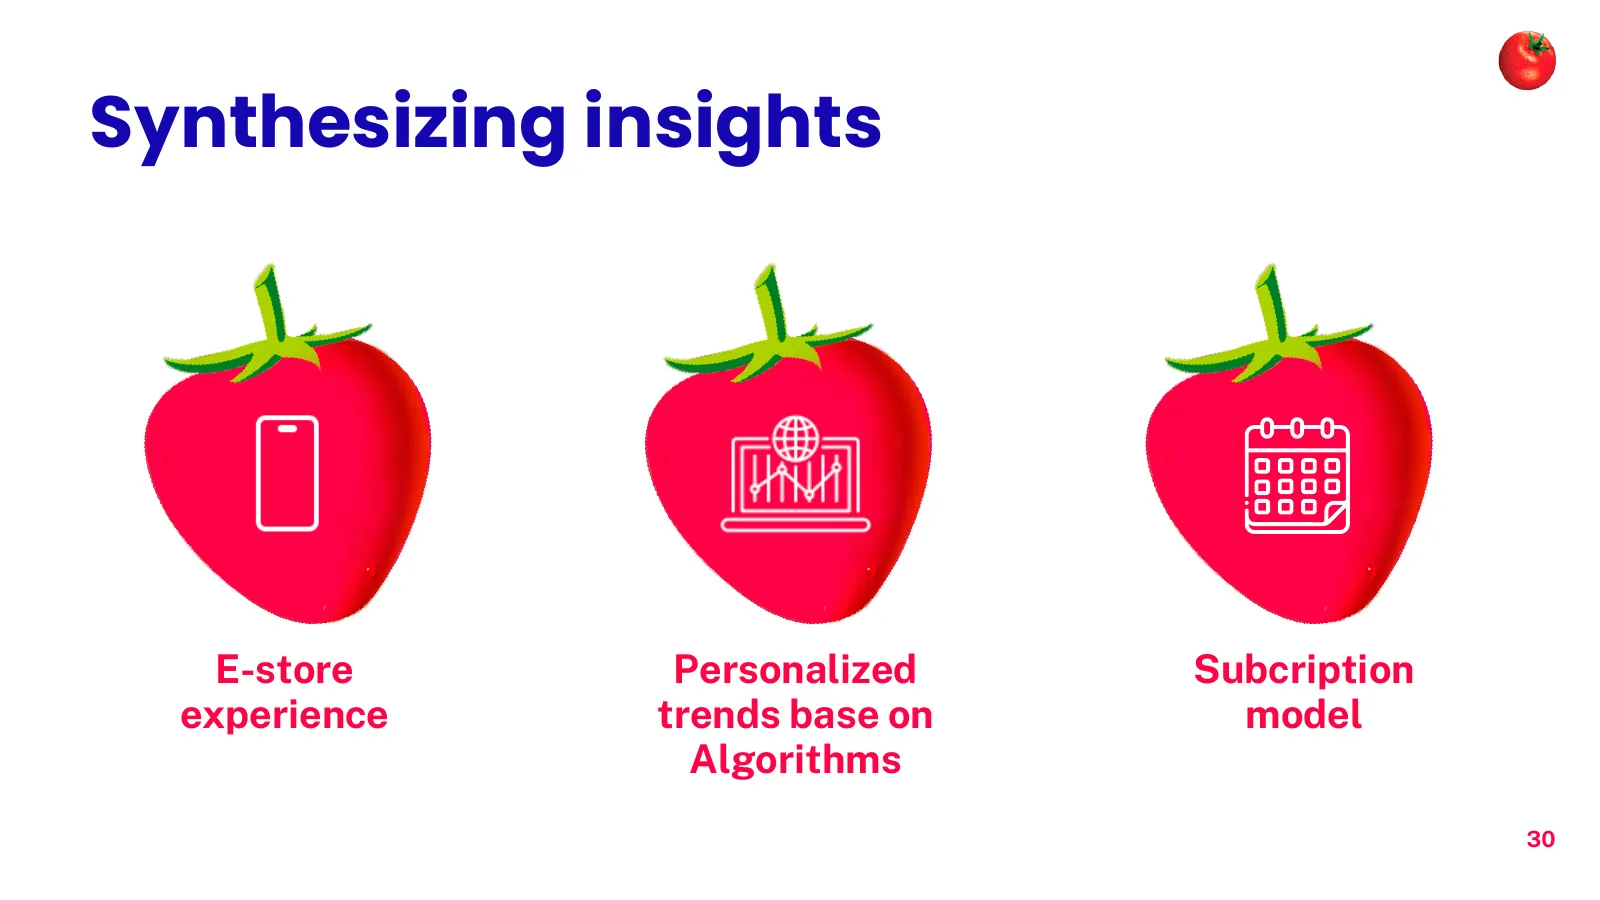 Synthesizing insights
E-store
experience
Personalized
trends base on
Algorithms
Subcription
model
30